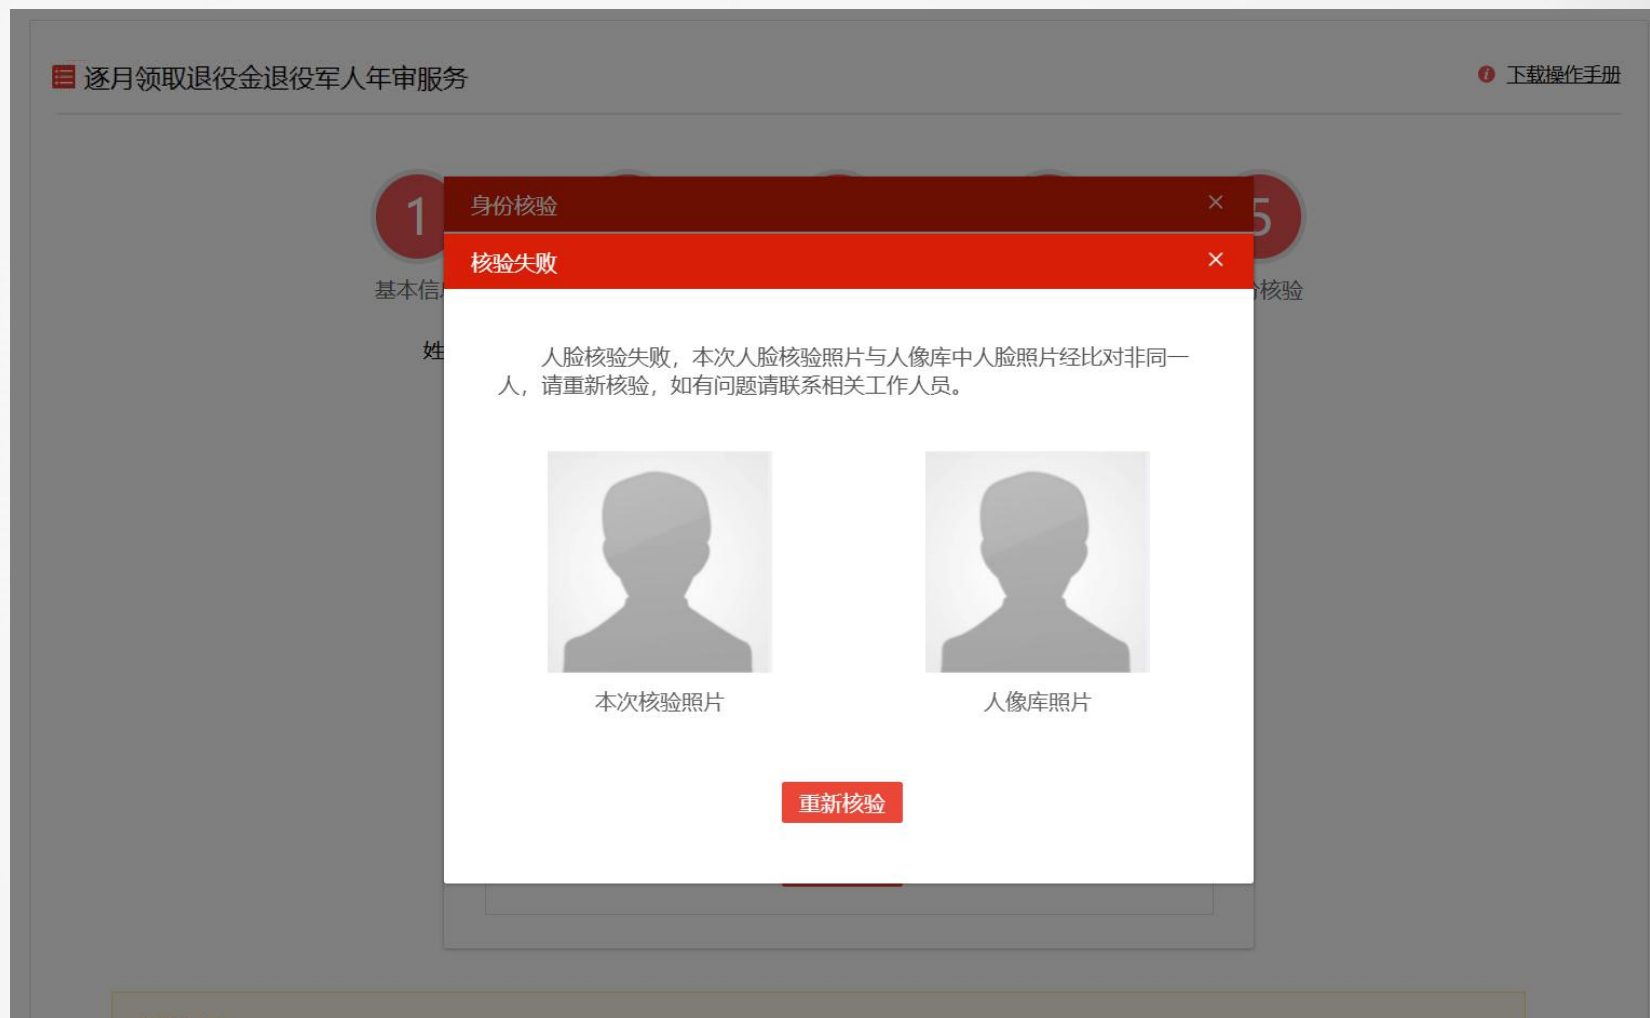 逐月领取退役金退役军人年审服务
下载操作手册
1
5
身份核验
核验失败
基本信
核验
姓
人脸核验失败，本次人脸核验照片与人像库中人脸照片经比对非同一
人，请重新核验，如有问题请联系相关工作人员。
本次核验照片
人像库照片
重新核验